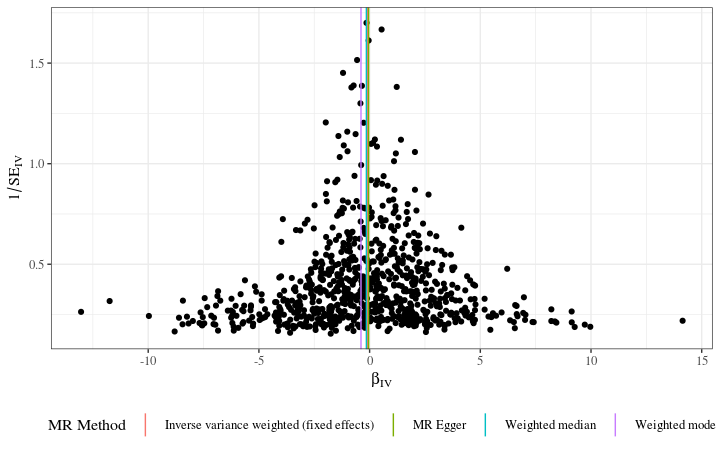 1.5
1.0
0.5
1/SE_IV
-10
-5
0
5
10
15
β_IV
MR Method
Inverse variance weighted (fixed effects)
MR Egger
Weighted median
Weighted mode